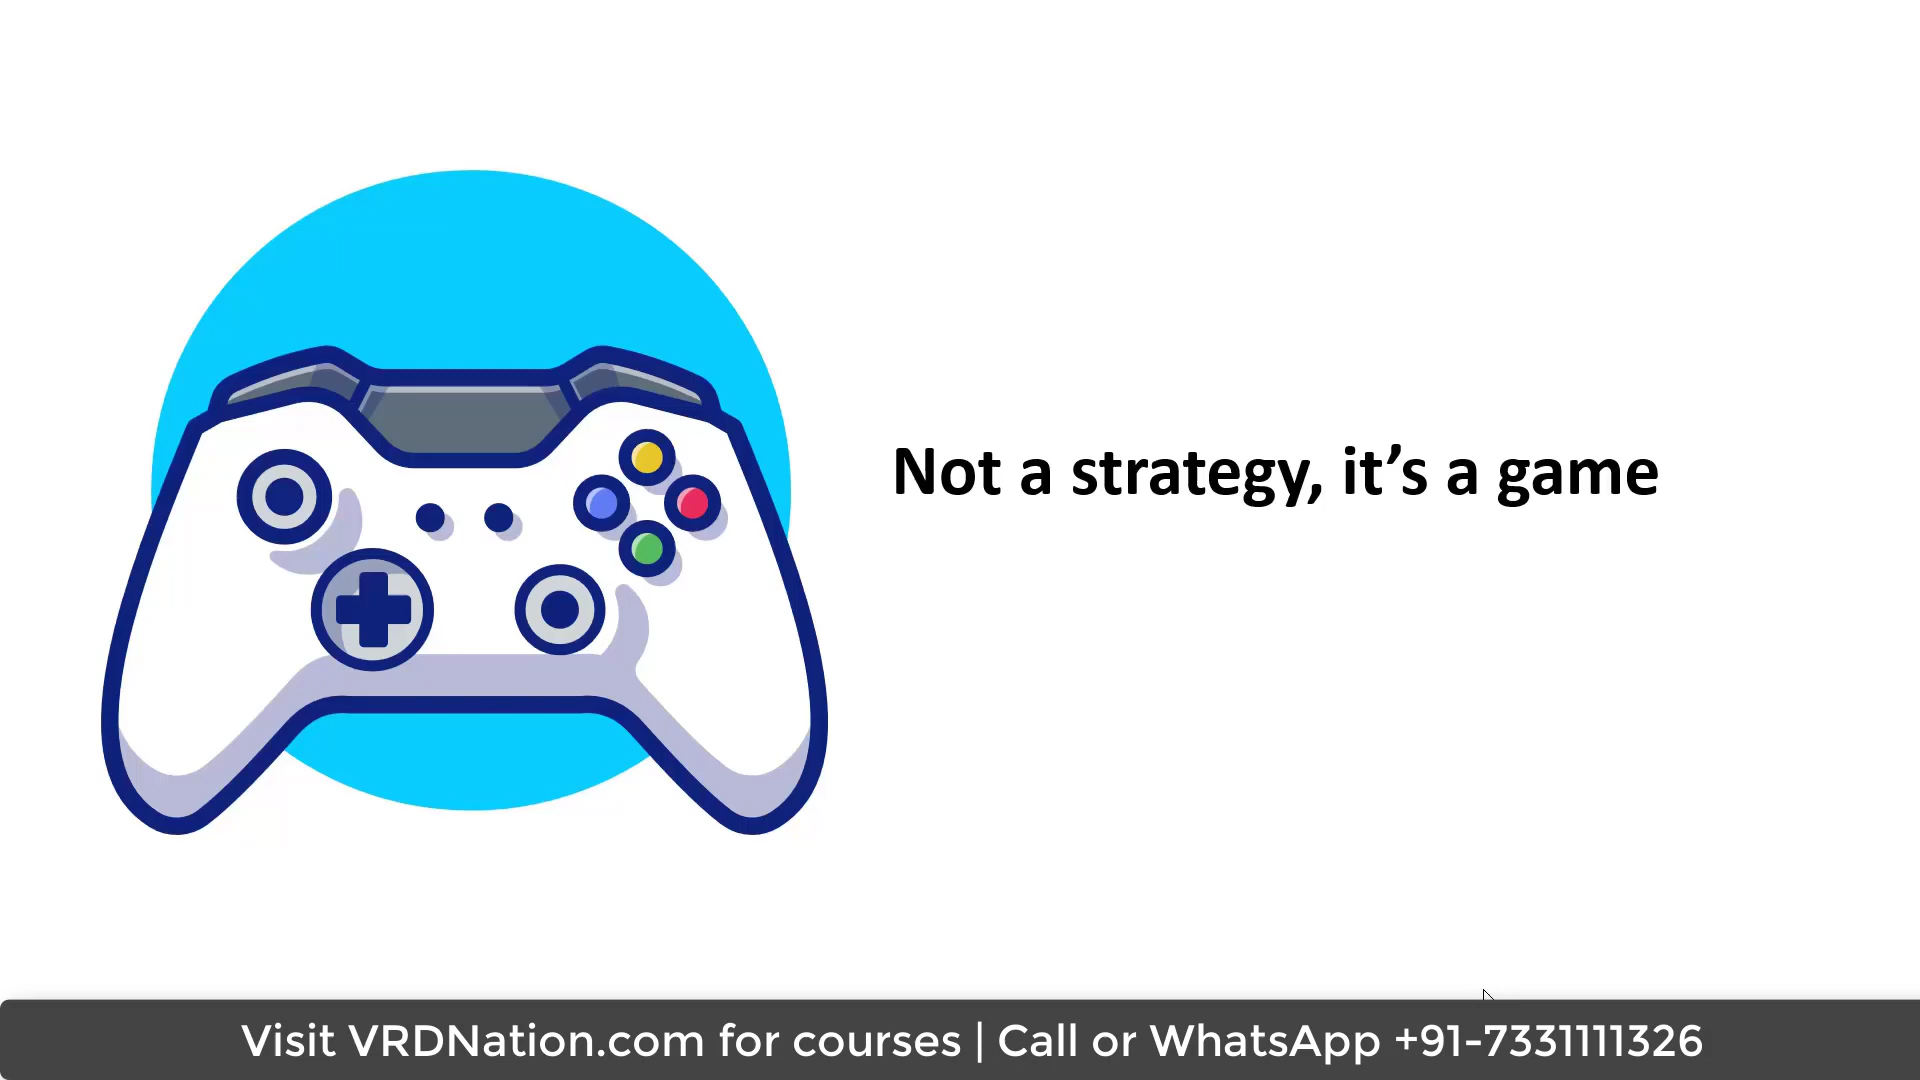 Not a strategy, it’s a game
Visit VRDNation.com for courses | Call or WhatsApp +91-7331111326